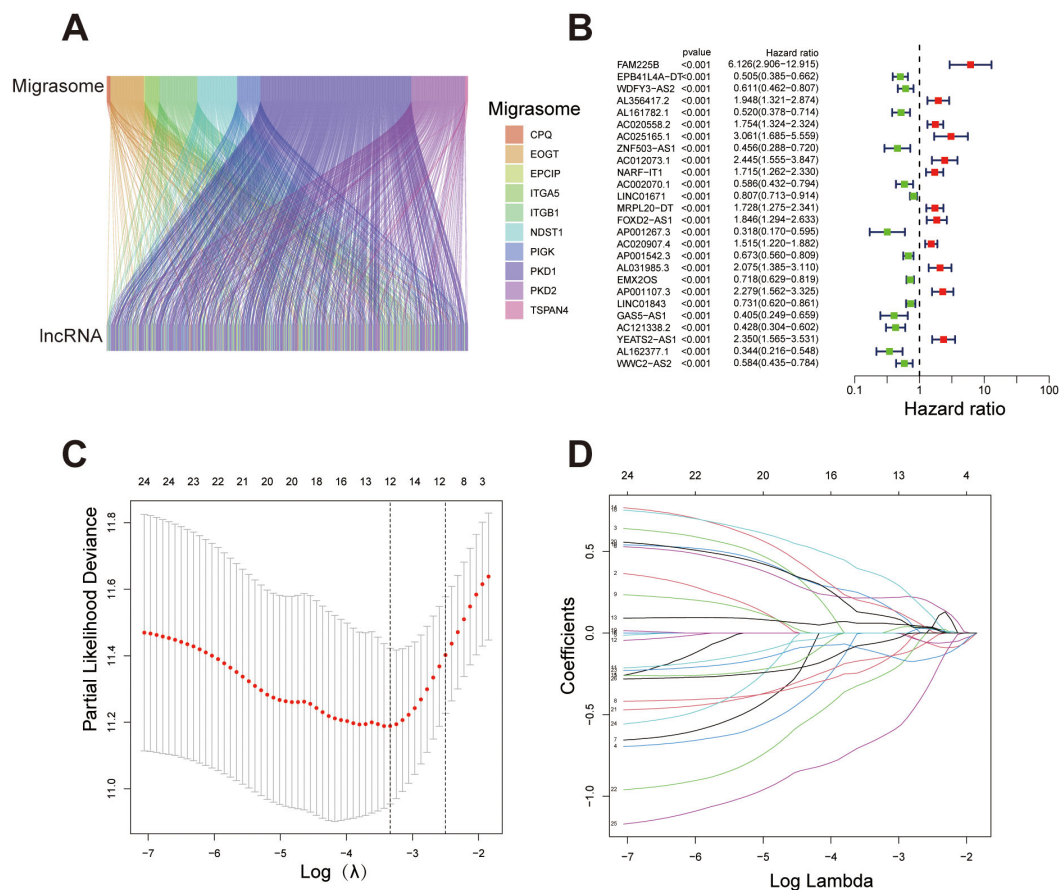 A
Migrasome
lncRNA
Migrasome
CPQ
EOGT
EPCIP
ITGA5
ITGB1
NDST1
PIGK
PKD1
PKD2
TSPAN4
B
pvalue Hazard ratio
FAM225B <0.001 6.126(2.906−12.915)
EPB41L4A−DT<0.001 0.505(0.385−0.662)
WDFY3−AS2 <0.001 0.611(0.462−0.807)
AL356417.2 <0.001 1.948(1.321−2.874)
AL161782.1 <0.001 0.520(0.378−0.714)
AC020558.2 <0.001 1.754(1.324−2.324)
AC025165.1 <0.001 3.061(1.685−5.559)
ZNF503−AS1 <0.001 0.456(0.288−0.720)
AC012073.1 <0.001 2.445(1.555−3.847)
NARF−IT1 <0.001 1.715(1.262−2.330)
AC002070.1 <0.001 0.586(0.432−0.794)
LINC01671 <0.001 0.807(0.713−0.914)
MRPL20−DT <0.001 1.728(1.275−2.341)
FOXD2−AS1 <0.001 1.846(1.294−2.633)
AP001267.3 <0.001 0.318(0.170−0.595)
AC020907.4 <0.001 1.515(1.220−1.882)
AP001542.3 <0.001 0.673(0.560−0.809)
AL031985.3 <0.001 2.075(1.385−3.110)
EMX2OS <0.001 0.718(0.629−0.819)
AP001107.3 <0.001 2.279(1.562−3.325)
LINC01843 <0.001 0.731(0.620−0.861)
GAS5−AS1 <0.001 0.405(0.249−0.659)
AC121338.2 <0.001 0.428(0.304−0.602)
YEATS2−AS1 <0.001 2.350(1.565−3.531)
AL162377.1 <0.001 0.344(0.216−0.548)
WWC2−AS2 <0.001 0.584(0.435−0.784)
0.1 1 10 100
Hazard ratio
C
24 24 23 22 21 20 20 18 16 13 12 14 12 8 3
Partial Likelihood Deviance
11.8
11.6
11.4
11.2
11.0
−7 −6 −5 −4 −3 −2
Log (λ)
D
24 20 20 16 13 4
Coefficients
0.5
0.0
−0.5
−1.0
3
2
9
13
12
8
21
24
7
4
22
25
−7 −6 −5 −4 −3 −2
Log Lambda